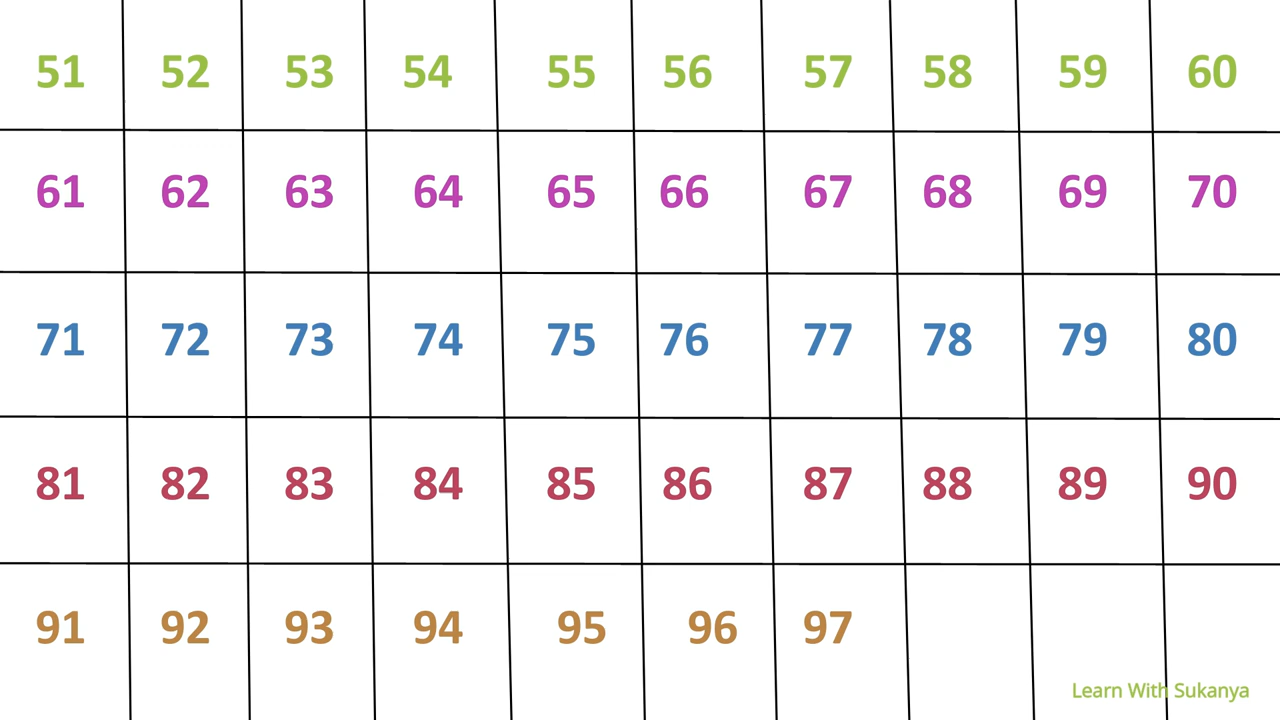 51 52 53 54 55 56 57 58 59 60
61 62 63 64 65 66 67 68 69 70
71 72 73 74 75 76 77 78 79 80
81 82 83 84 85 86 87 88 89 90
91 92 93 94 95 96 97
Learn With Sukanya